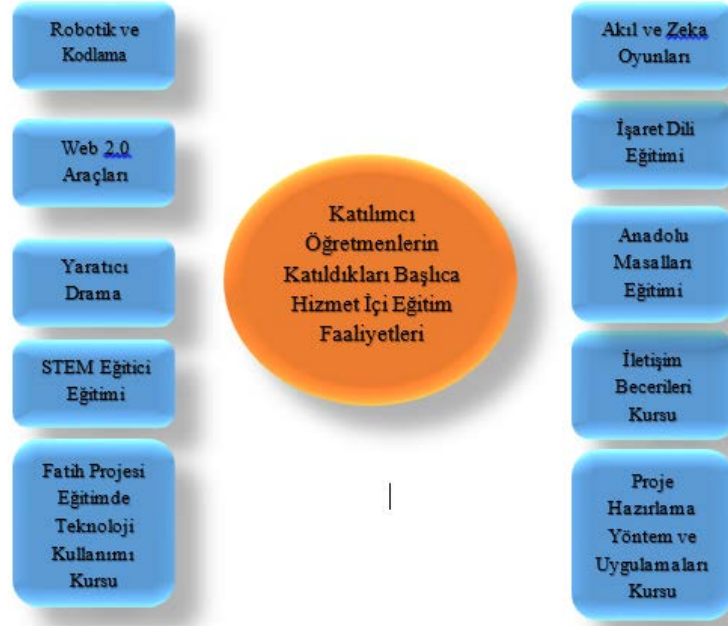 Robotik ve
Kodlama
Web 2.0
Araçları
Yaratıcı
Drama
STEM Eğitici
Eğitimi
Fatih Projesi
Eğitimde
Teknoloji
Kullanımı
Kursu
Katılımcı
Öğretmenlerin
Katıldıkları Başlıca
Hizmet İçi Eğitim
Faaliyetleri
Akıl ve Zeka
Oyunları
İşaret Dili
Eğitimi
Anadolu
Masalları
Eğitimi
İletişim
Becerileri
Kursu
Proje
Hazırlama
Yöntem ve
Uygulamaları
Kursu